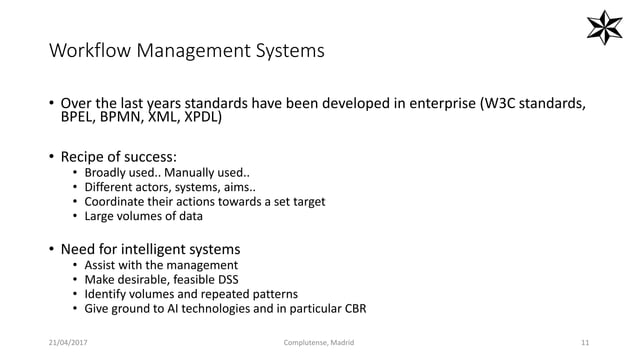 Workflow Management Systems
• Over the last years standards have been developed in enterprise (W3C standards,
BPEL, BPMN, XML, XPDL)
• Recipe of success:
• Broadly used.. Manually used..
• Different actors, systems, aims..
• Coordinate their actions towards a set target
• Large volumes of data
• Need for intelligent systems
• Assist with the management
• Make desirable, feasible DSS
• Identify volumes and repeated patterns
• Give ground to AI technologies and in particular CBR
21/04/2017
Complutense, Madrid
11